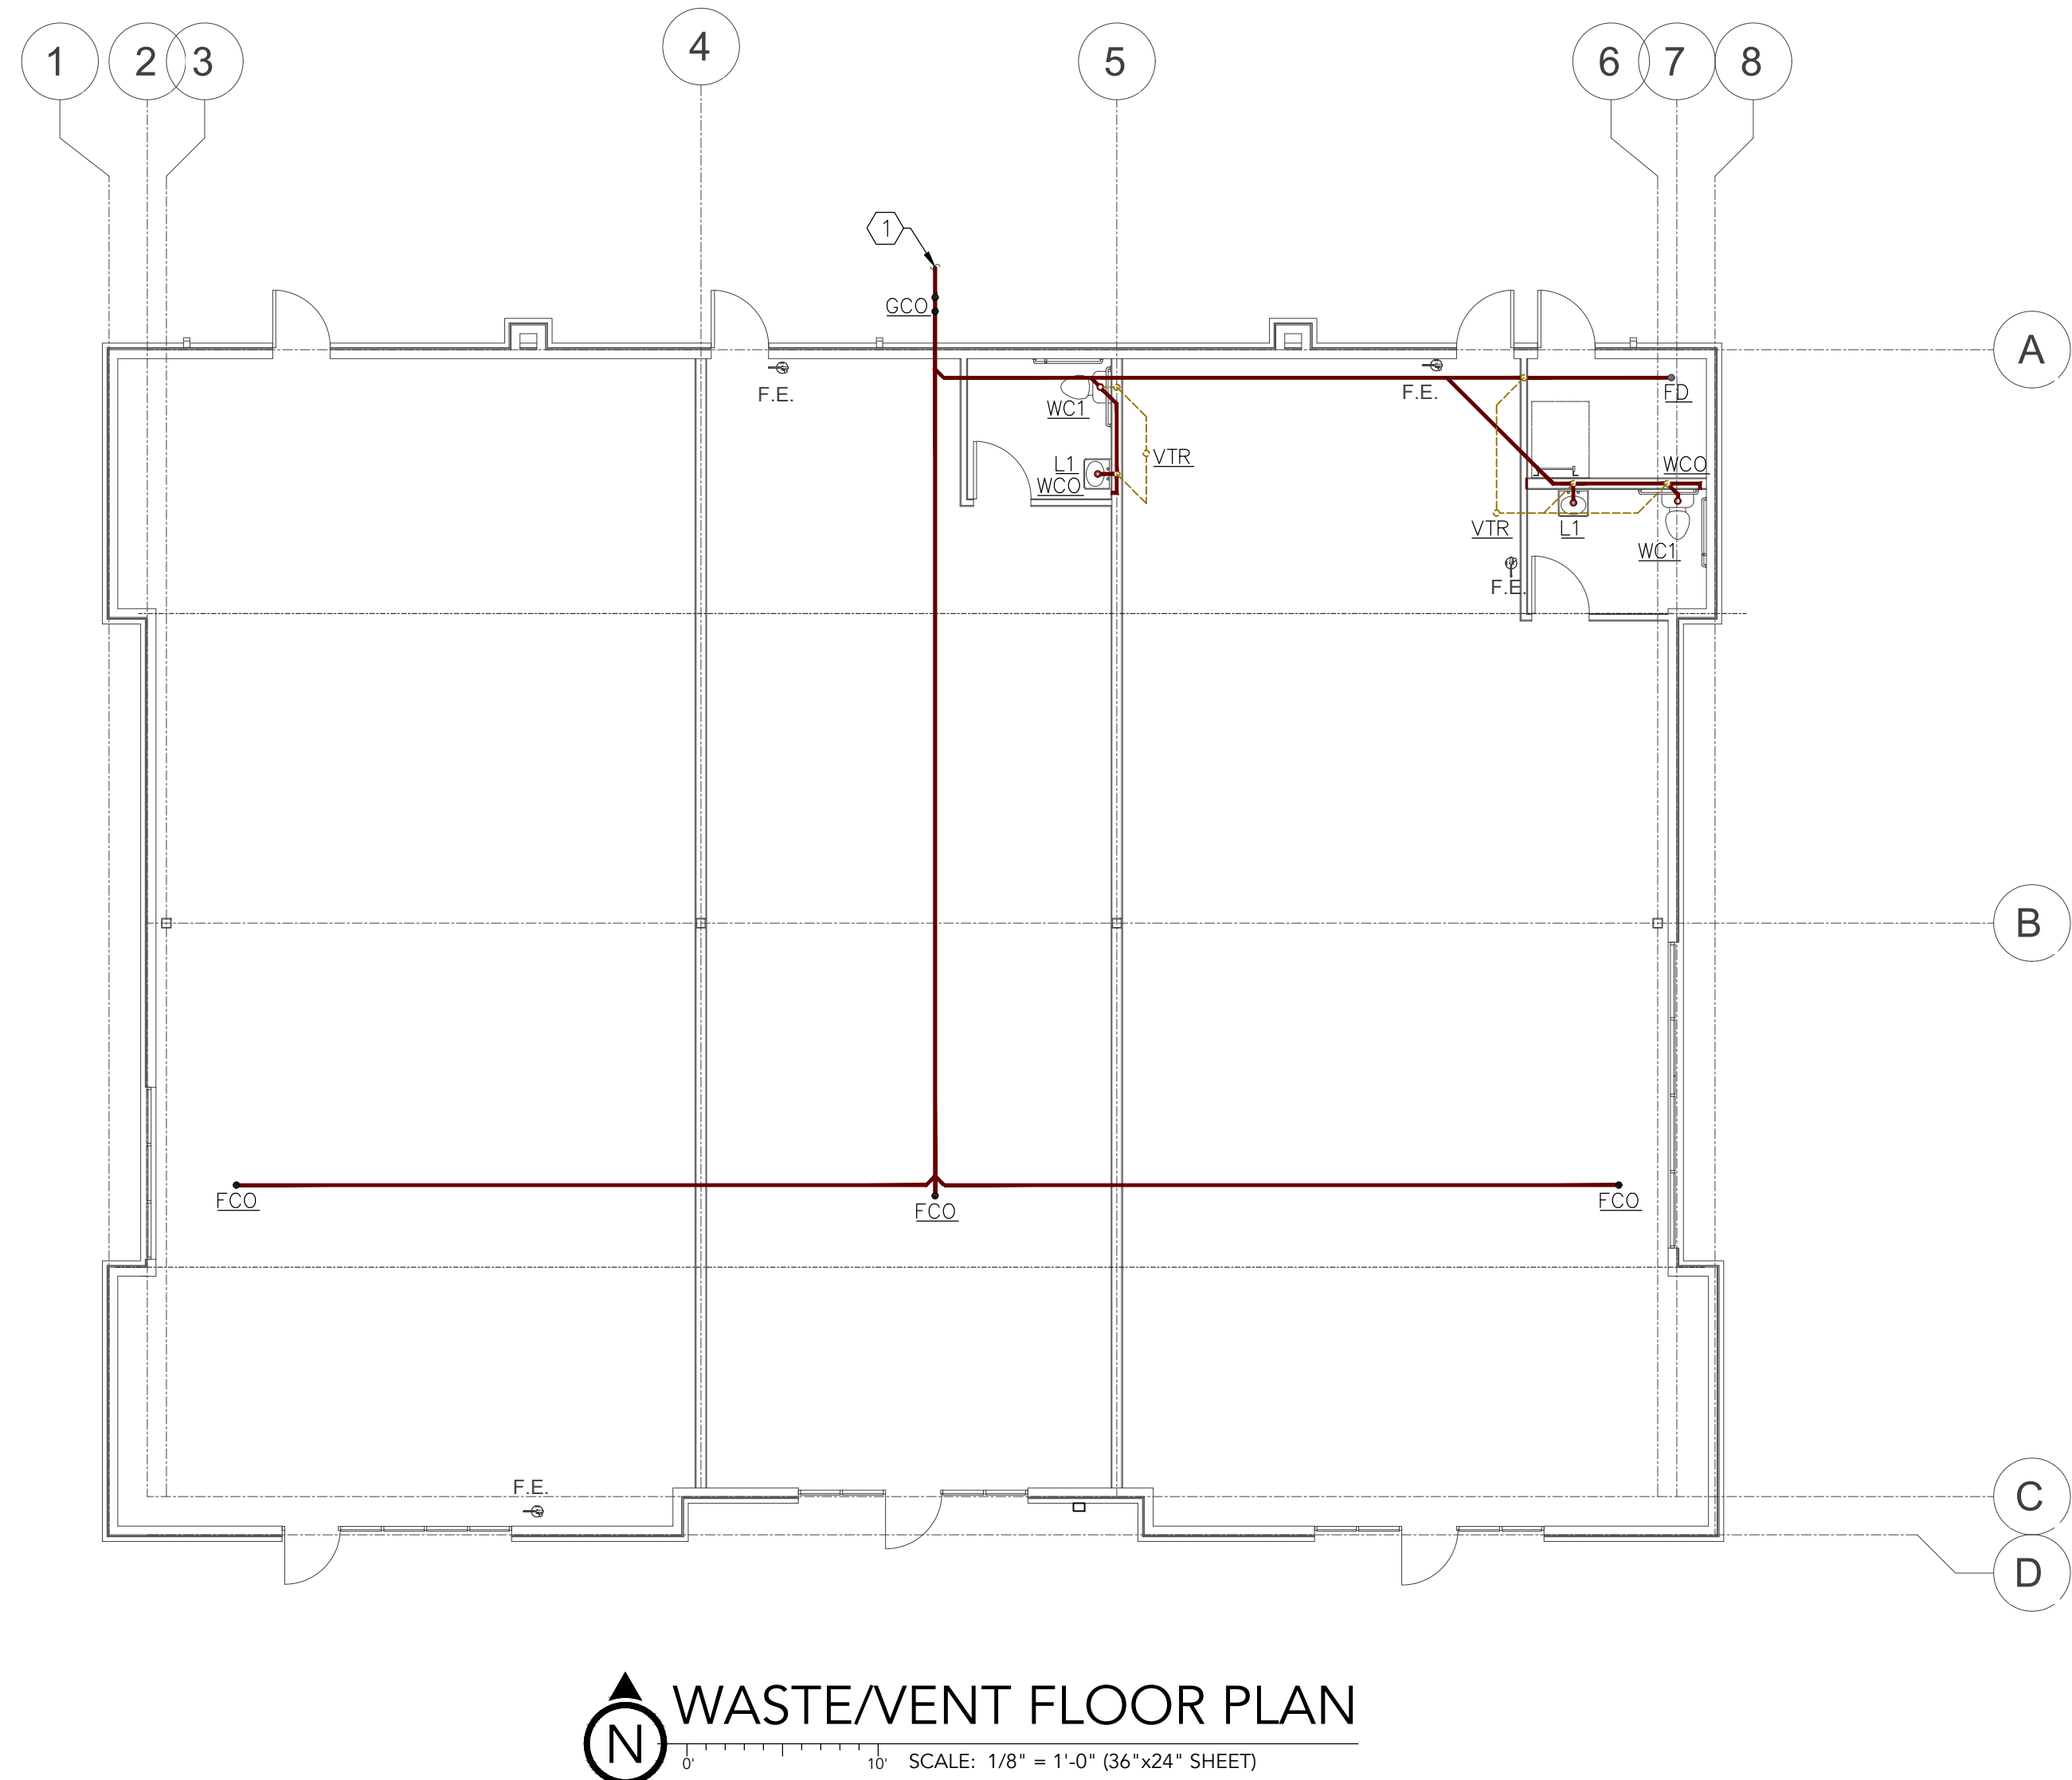 1 2 3 4 5 6 7 8
1
GCO
A
F.E.
F.E.
FD
WC1
VTR
L1
WCO
WCO
VTR
L1
WC1
F.E.
B
FCO
FCO
FCO
F.E.
C
D
WASTE/VENT FLOOR PLAN
N
0' 10' SCALE: 1/8" = 1'-0" (36"x24" SHEET)